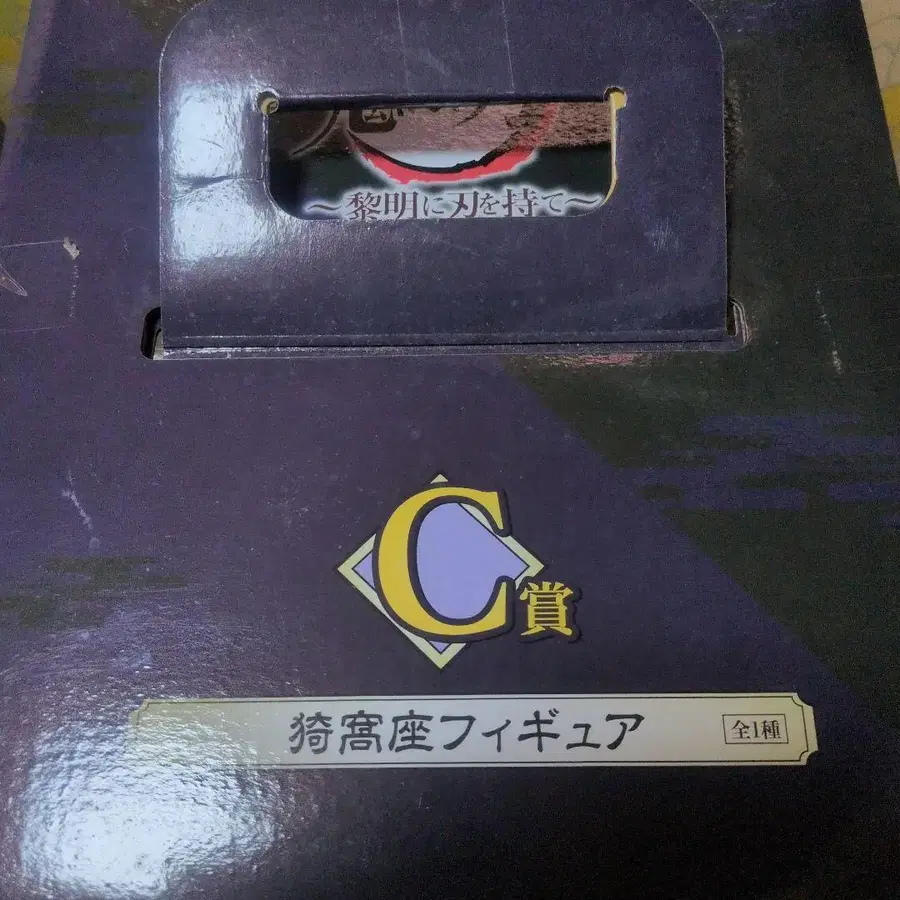 ～黎明に刃を持て～
C賞
猗窩座フィギュア
全1種